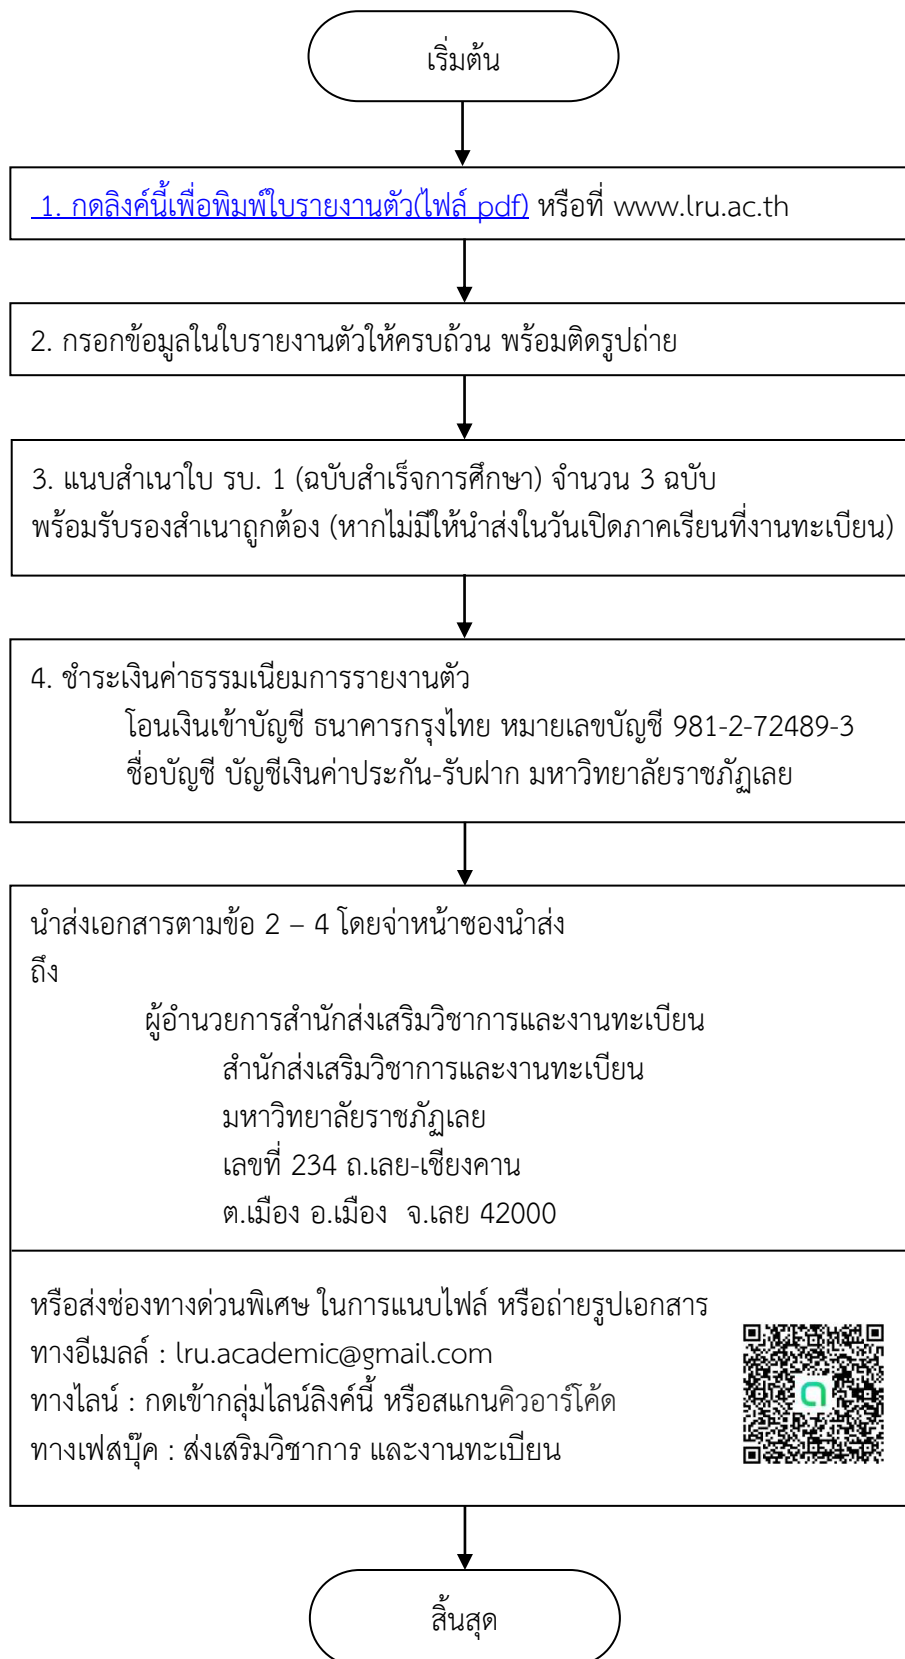 เริ่มต้น
1. กดลิงค์นี้เพื่อพิมพ์ใบรายงานตัว(ไฟล์ pdf) หรือที่ www.lru.ac.th
2. กรอกข้อมูลในใบรายงานตัวให้ครบถ้วน พร้อมติดรูปถ่าย
3. แนบสำเนาใบ รบ. 1 (ฉบับสำเร็จการศึกษา) จำนวน 3 ฉบับ
พร้อมรับรองสำเนาถูกต้อง (หากไม่มีให้นำส่งในวันเปิดภาคเรียนที่งานทะเบียน)
4. ชำระเงินค่าธรรมเนียมการรายงานตัว
โอนเงินเข้าบัญชี ธนาคารกรุงไทย หมายเลขบัญชี 981-2-72489-3
ชื่อบัญชี บัญชีเงินค่าประกัน-รับฝาก มหาวิทยาลัยราชภัฏเลย
นำส่งเอกสารตามข้อ 2 – 4 โดยจ่าหน้าซองนำส่ง
ถึง
ผู้อำนวยการสำนักส่งเสริมวิชาการและงานทะเบียน
สำนักส่งเสริมวิชาการและงานทะเบียน
มหาวิทยาลัยราชภัฏเลย
เลขที่ 234 ถ.เลย-เชียงคาน
ต.เมือง อ.เมือง จ.เลย 42000
หรือส่งช่องทางด่วนพิเศษ ในการแนบไฟล์ หรือถ่ายรูปเอกสาร
ทางอีเมลล์ : lru.academic@gmail.com
ทางไลน์ : กดเข้ากลุ่มไลน์ลิงค์นี้ หรือสแกนคิวอาร์โค้ด
ทางเฟสบุ๊ค : ส่งเสริมวิชาการ และงานทะเบียน
สิ้นสุด